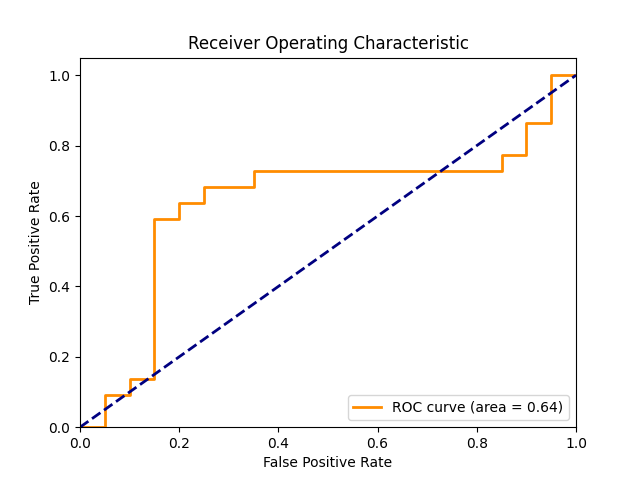 Receiver Operating Characteristic
True Positive Rate
1.0
0.8
0.6
0.4
0.2
0.0
ROC curve (area = 0.64)
0.0 0.2 0.4 0.6 0.8 1.0
False Positive Rate